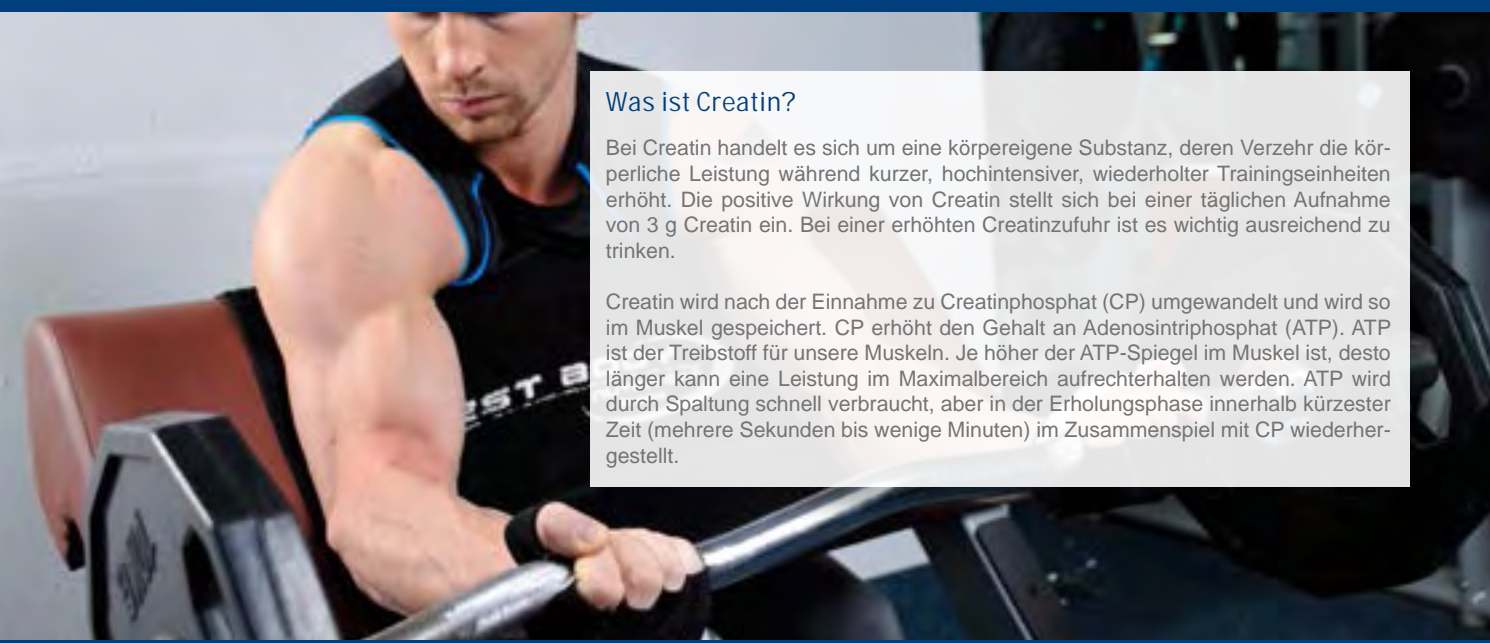 Was ist Creatin?
Bei Creatin handelt es sich um eine körpereigene Substanz, deren Verzehr die kör-
perliche Leistung während kurzer, hochintensiver, wiederholter Trainingseinheiten
erhöht. Die positive Wirkung von Creatin stellt sich bei einer täglichen Aufnahme
von 3 g Creatin ein. Bei einer erhöhten Creatinzufuhr ist es wichtig ausreichend zu
trinken.
Creatin wird nach der Einnahme zu Creatinphosphat (CP) umgewandelt und wird so
im Muskel gespeichert. CP erhöht den Gehalt an Adenosintriphosphat (ATP). ATP
ist der Treibstoff für unsere Muskeln. Je höher der ATP-Spiegel im Muskel ist, desto
länger kann eine Leistung im Maximalbereich aufrechterhalten werden. ATP wird
durch Spaltung schnell verbraucht, aber in der Erholungsphase innerhalb kürzester
Zeit (mehrere Sekunden bis wenige Minuten) im Zusammenspiel mit CP wiederher-
gestellt.